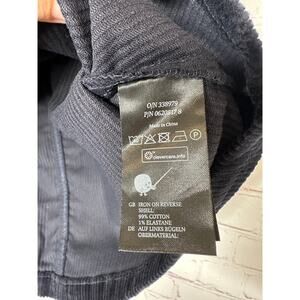 O/N 338979
P/N 0620817 8
Made in China
P
clevercare.info
GB IRON ON REVERSE
SHELL:
99% COTTON
1% ELASTANE
DE AUF LINKS BÜGELN
OBERMATERIAL: